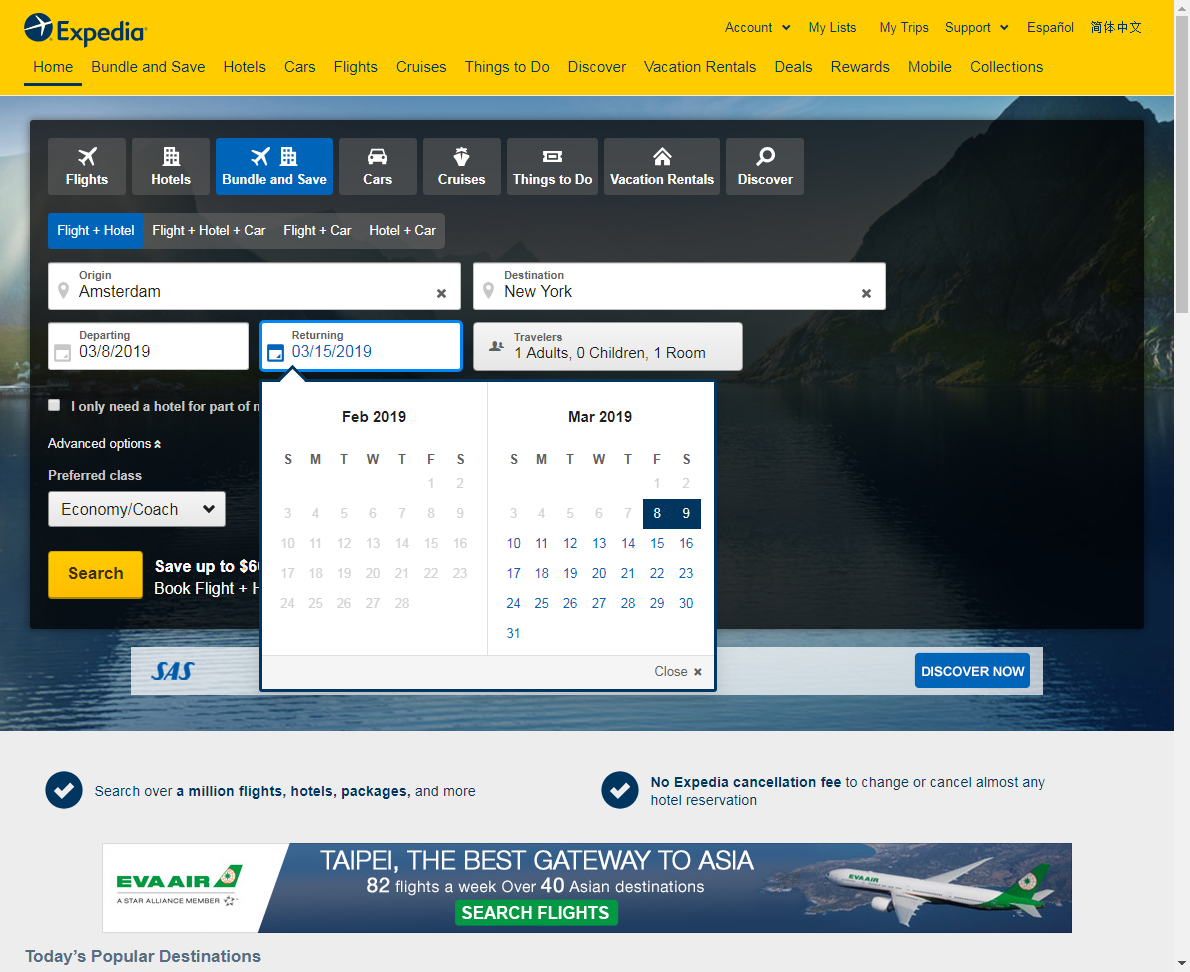 Expedia
Account My Lists My Trips Support Español 简体中文
Home Bundle and Save Hotels Cars Flights Cruises Things to Do Discover Vacation Rentals Deals Rewards Mobile Collections
Flights Hotels Bundle and Save Cars Cruises Things to Do Vacation Rentals Discover
Flight + Hotel Flight + Hotel + Car Flight + Car Hotel + Car
Origin
Amsterdam
Destination
New York
Departing
03/8/2019
Returning
03/15/2019
Travelers
1 Adults, 0 Children, 1 Room
I only need a hotel for part of
Advanced options
Preferred class
Economy/Coach
Search
Save up to
Book Flight +
Feb 2019
S M T W T F S
1 2
3 4 5 6 7 8 9
10 11 12 13 14 15 16
17 18 19 20 21 22 23
24 25 26 27 28
Mar 2019
S M T W T F S
1 2
3 4 5 6 7 8 9
10 11 12 13 14 15 16
17 18 19 20 21 22 23
24 25 26 27 28 29 30
31
Close
SAS
DISCOVER NOW
Search over a million flights, hotels, packages, and more
No Expedia cancellation fee to change or cancel almost any
hotel reservation
EVA AIR
A STAR ALLIANCE MEMBER
TAIPEI, THE BEST GATEWAY TO ASIA
82 flights a week Over 40 Asian destinations
SEARCH FLIGHTS
EVA AIR
Today's Popular Destinations